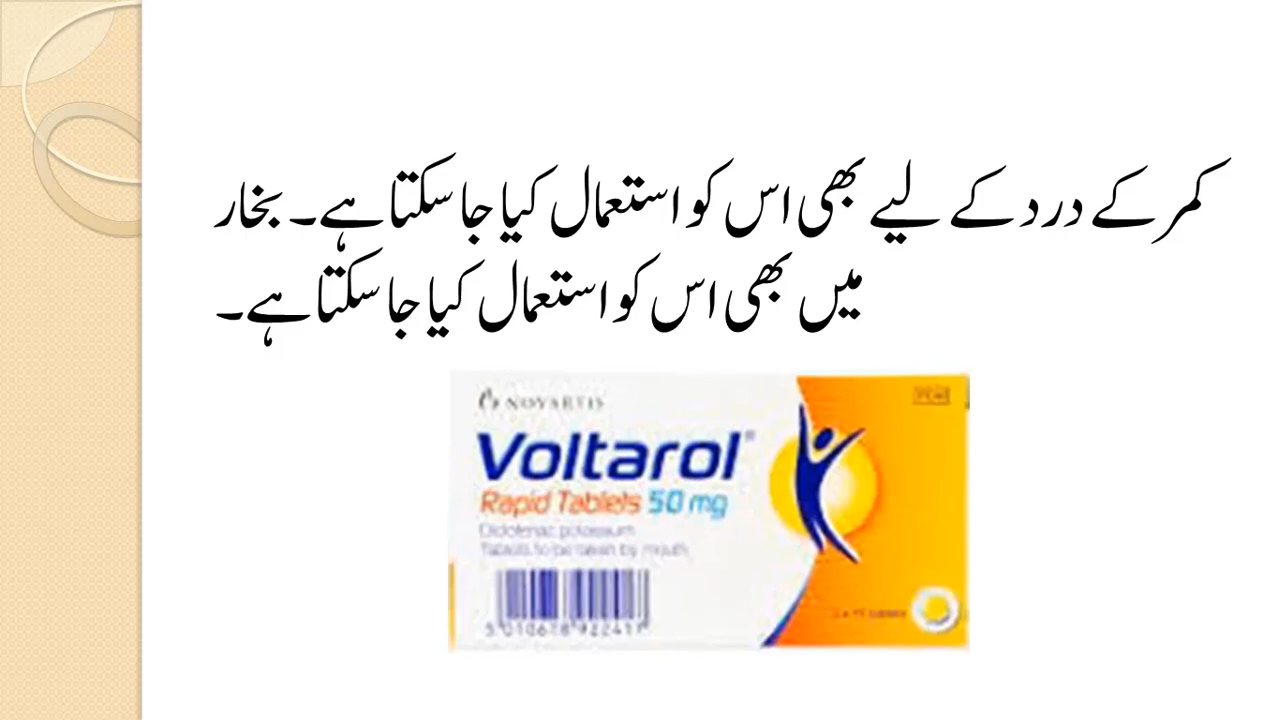 کمر کے درد کے لیے بھی اس کو استعمال کیا جا سکتا ہے۔ بخار
میں بھی اس کو استعمال کیا جا سکتا ہے۔
NOVARTIS
Voltarol®
Rapid Tablets 50 mg
Diclofenac potassium
Tablets to be taken by mouth